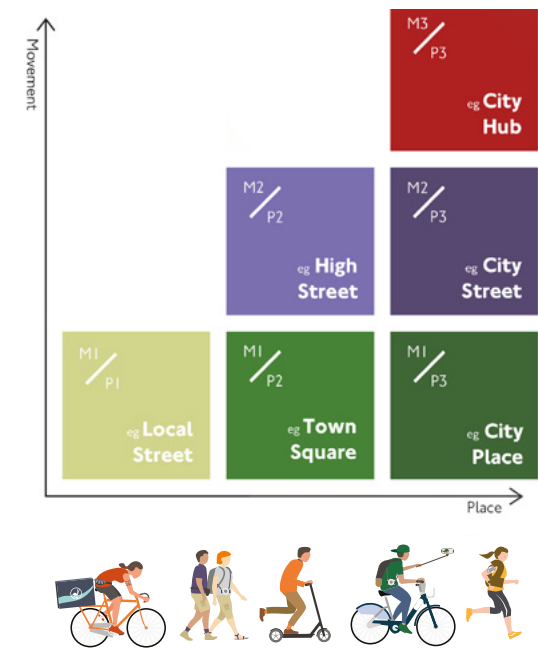 Movement
M3
P3
eg City
Hub
M2
P2
eg High
Street
M2
P3
eg City
Street
M1
P1
eg Local
Street
M1
P2
eg Town
Square
M1
P3
eg City
Place
Place